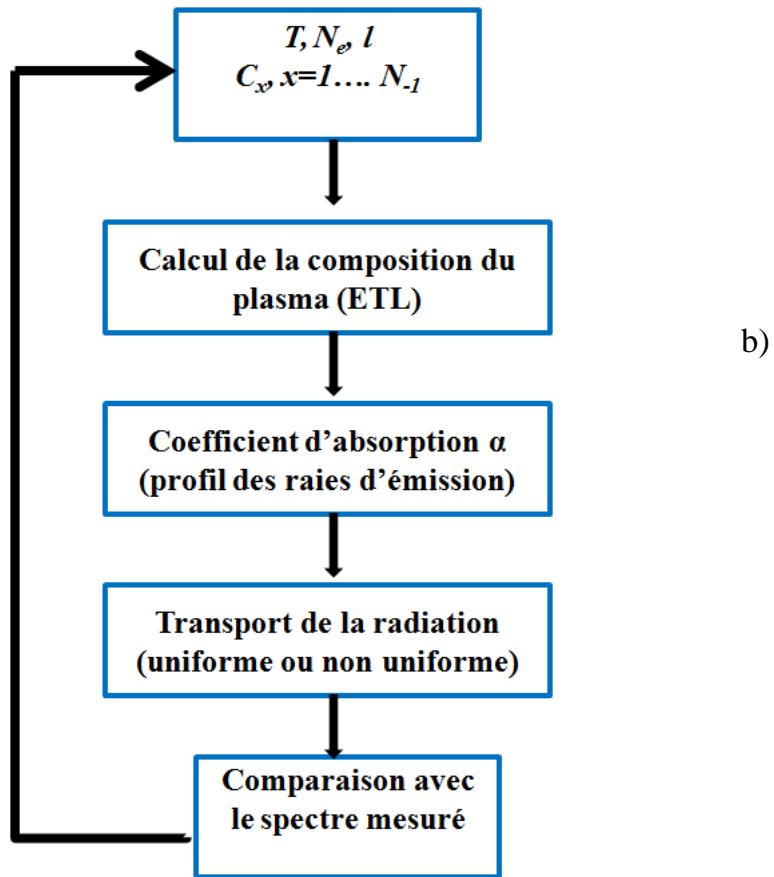 T, Nₑ, l
Cₓ, x=1…. N₋₁
Calcul de la composition du
plasma (ETL)
b)
Coefficient d’absorption α
(profil des raies d’émission)
Transport de la radiation
(uniforme ou non uniforme)
Comparaison avec
le spectre mesuré